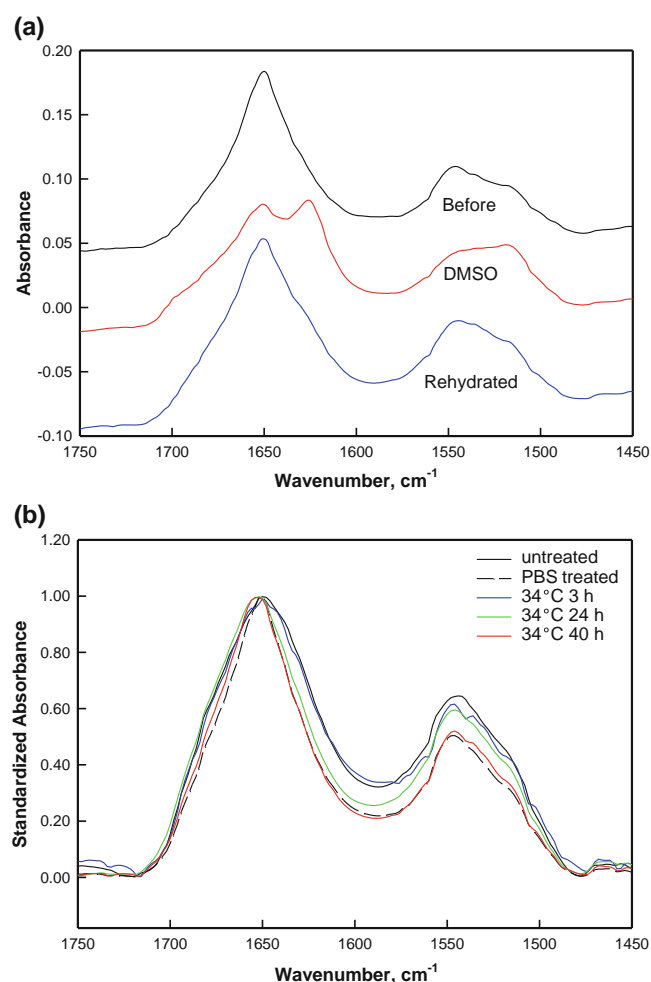 (a)
0.20
0.15
0.10
0.05
0.00
-0.05
-0.10
Absorbance
Before
DMSO
Rehydrated
1750 1700 1650 1600 1550 1500 1450
Wavenumber, cm-1
(b)
1.20
1.00
0.80
0.60
0.40
0.20
0.00
Standardized Absorbance
untreated
PBS treated
34°C 3 h
34°C 24 h
34°C 40 h
1750 1700 1650 1600 1550 1500 1450
Wavenumber, cm-1